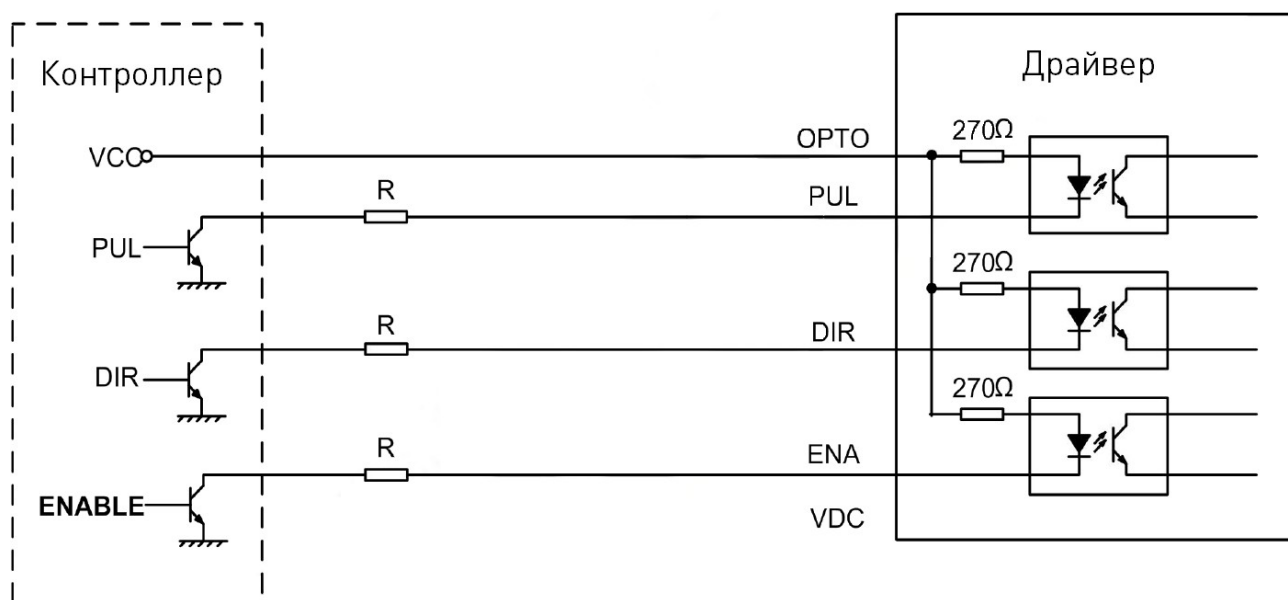 Контроллер
Драйвер
VCC
OPTO
270Ω
R
PUL
PUL
270Ω
R
DIR
DIR
270Ω
R
ENA
ENABLE
VDC